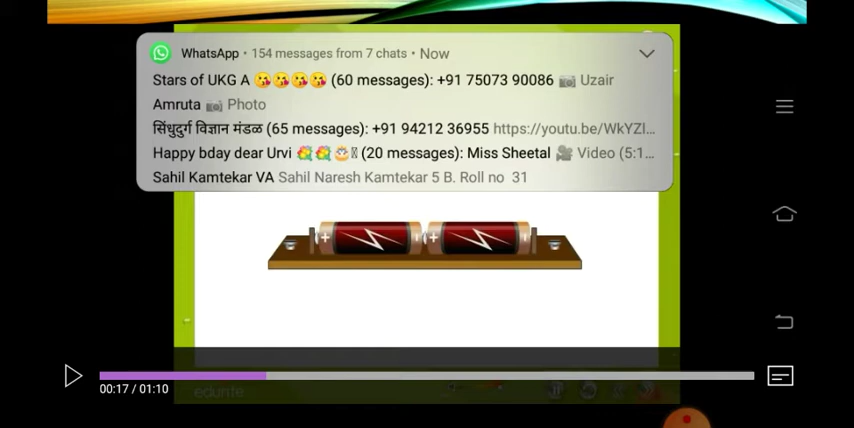 WhatsApp • 154 messages from 7 chats • Now
Stars of UKG A 😘😘😘😘 (60 messages): +91 75073 90086 📷 Uzair
Amruta 📷 Photo
सिंधुदुर्ग विज्ञान मंडळ (65 messages): +91 94212 36955 https://youtu.be/WkYZl...
Happy bday dear Urvi 💐💐🎂 (20 messages): Miss Sheetal 🎥 Video (5:1...
Sahil Kamtekar VA Sahil Naresh Kamtekar 5 B. Roll no 31
+ - + -
00:17 / 01:10
edunte